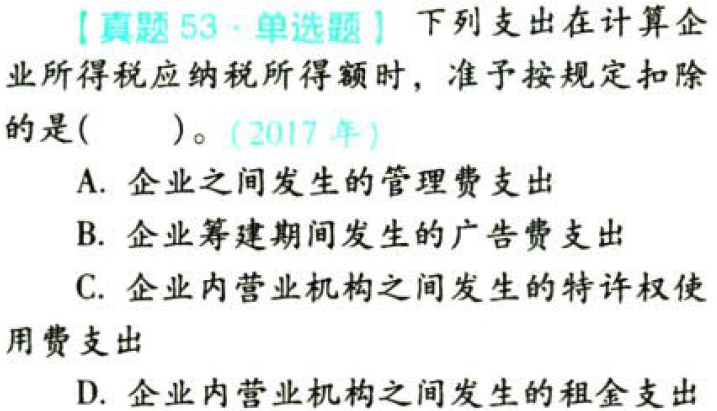 【真题 53·单选题】 下列支出在计算企
业所得税应纳税所得额时，准予按规定扣除
的是(　　)。(2017 年)
A. 企业之间发生的管理费支出
B. 企业筹建期间发生的广告费支出
C. 企业内营业机构之间发生的特许权使
用费支出
D. 企业内营业机构之间发生的租金支出